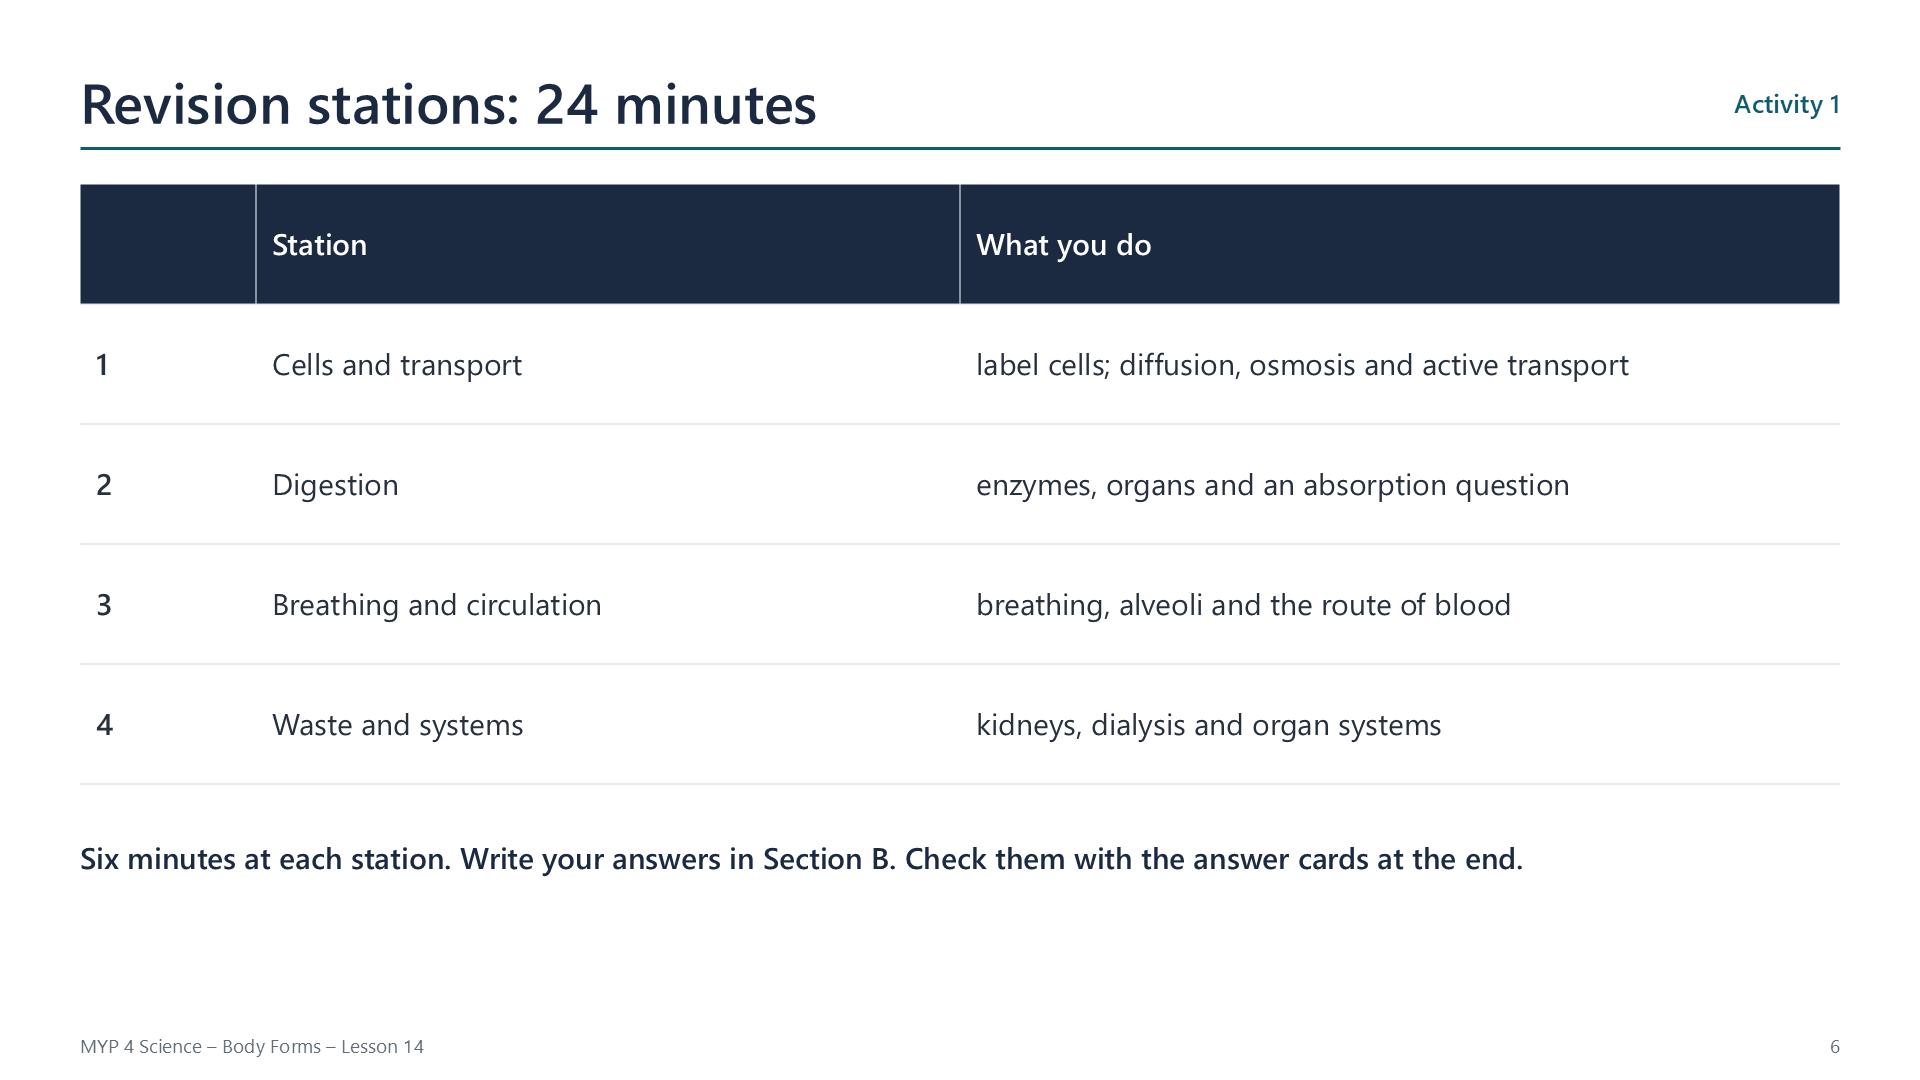 Revision stations: 24 minutes
Activity 1
Station What you do
1 Cells and transport label cells; diffusion, osmosis and active transport
2 Digestion enzymes, organs and an absorption question
3 Breathing and circulation breathing, alveoli and the route of blood
4 Waste and systems kidneys, dialysis and organ systems
Six minutes at each station. Write your answers in Section B. Check them with the answer cards at the end.
MYP 4 Science – Body Forms – Lesson 14
6